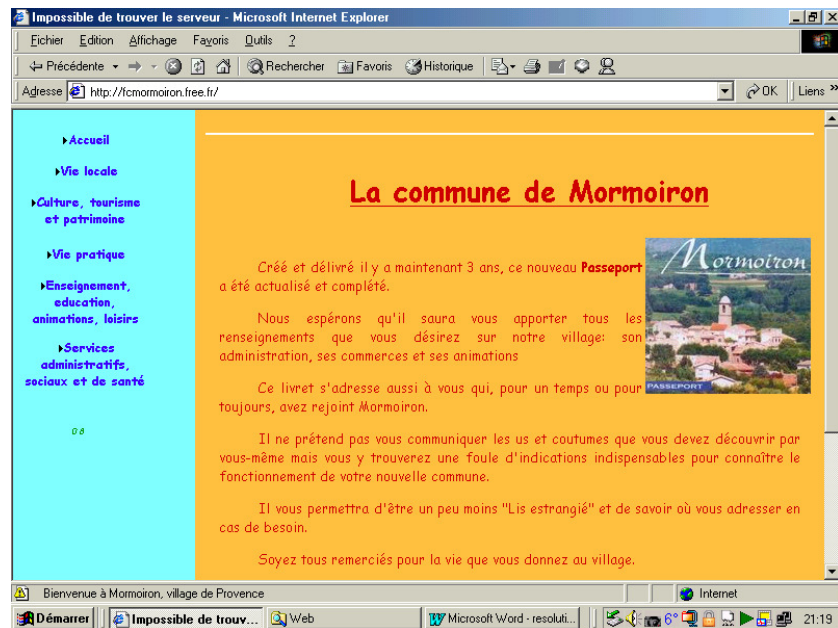 Impossible de trouver le serveur - Microsoft Internet Explorer
Fichier Edition Affichage Favoris Outils ?
Précédente Rechercher Favoris Historique
Adresse http://fcmormoiron.free.fr/ OK Liens »
Accueil
Vie locale
Culture, tourisme
et patrimoine
Vie pratique
Enseignement,
education,
animations, loisirs
Services
administratifs,
sociaux et de santé
08
La commune de Mormoiron
Créé et délivré il y a maintenant 3 ans, ce nouveau Passeport
a été actualisé et complété.
Nous espérons qu'il saura vous apporter tous les
renseignements que vous désirez sur notre village: son
administration, ses commerces et ses animations
Mormoiron
PASSEPORT
Ce livret s'adresse aussi à vous qui, pour un temps ou pour
toujours, avez rejoint Mormoiron.
Il ne prétend pas vous communiquer les us et coutumes que vous devez découvrir par
vous-même mais vous y trouverez une foule d'indications indispensables pour connaître le
fonctionnement de votre nouvelle commune.
Il vous permettra d'être un peu moins "Lis estrangié" et de savoir où vous adresser en
cas de besoin.
Soyez tous remerciés pour la vie que vous donnez au village.
Bienvenue à Mormoiron, village de Provence Internet
Démarrer Impossible de trouv... Web Microsoft Word - resoluti... 6° 21:19